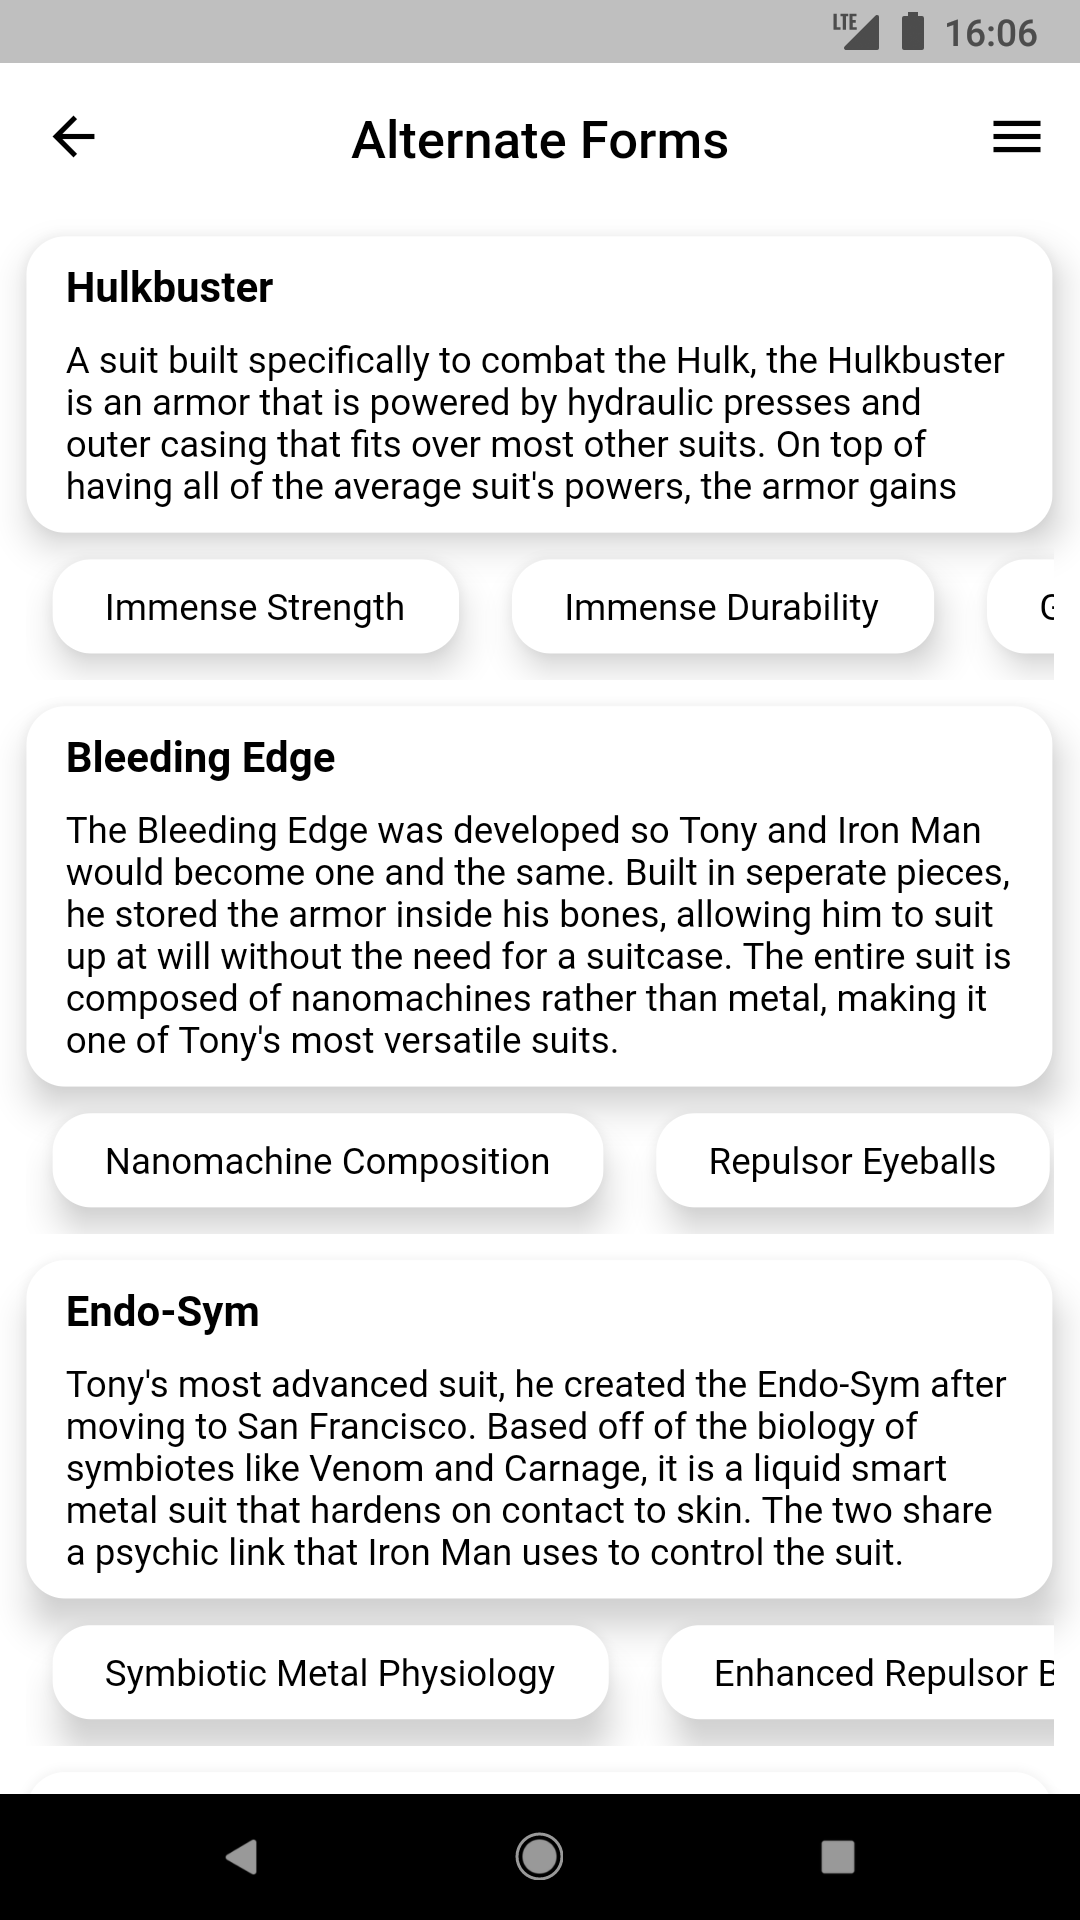 LTE 16:06
Alternate Forms
Hulkbuster
A suit built specifically to combat the Hulk, the Hulkbuster
is an armor that is powered by hydraulic presses and
outer casing that fits over most other suits. On top of
having all of the average suit's powers, the armor gains
Immense Strength Immense Durability
Bleeding Edge
The Bleeding Edge was developed so Tony and Iron Man
would become one and the same. Built in seperate pieces,
he stored the armor inside his bones, allowing him to suit
up at will without the need for a suitcase. The entire suit is
composed of nanomachines rather than metal, making it
one of Tony's most versatile suits.
Nanomachine Composition Repulsor Eyeballs
Endo-Sym
Tony's most advanced suit, he created the Endo-Sym after
moving to San Francisco. Based off of the biology of
symbiotes like Venom and Carnage, it is a liquid smart
metal suit that hardens on contact to skin. The two share
a psychic link that Iron Man uses to control the suit.
Symbiotic Metal Physiology Enhanced Repulsor